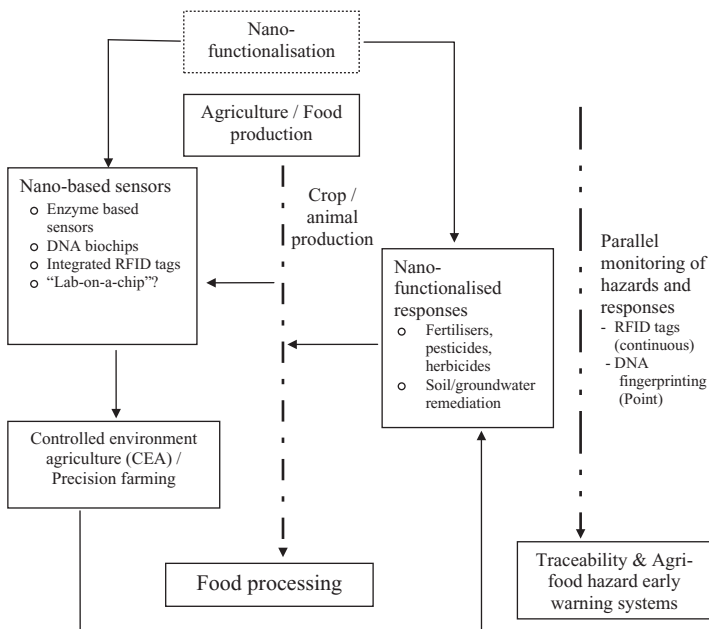 Nano-
functionalisation
Agriculture / Food
production
Nano-based sensors
o Enzyme based
sensors
o DNA biochips
o Integrated RFID tags
o “Lab-on-a-chip”?
Crop /
animal
production
Nano-
functionalised
responses
o Fertilisers,
pesticides,
herbicides
o Soil/groundwater
remediation
Parallel
monitoring of
hazards and
responses
- RFID tags
(continuous)
- DNA
fingerprinting
(Point)
Controlled environment
agriculture (CEA) /
Precision farming
Food processing
Traceability & Agri-
food hazard early
warning systems